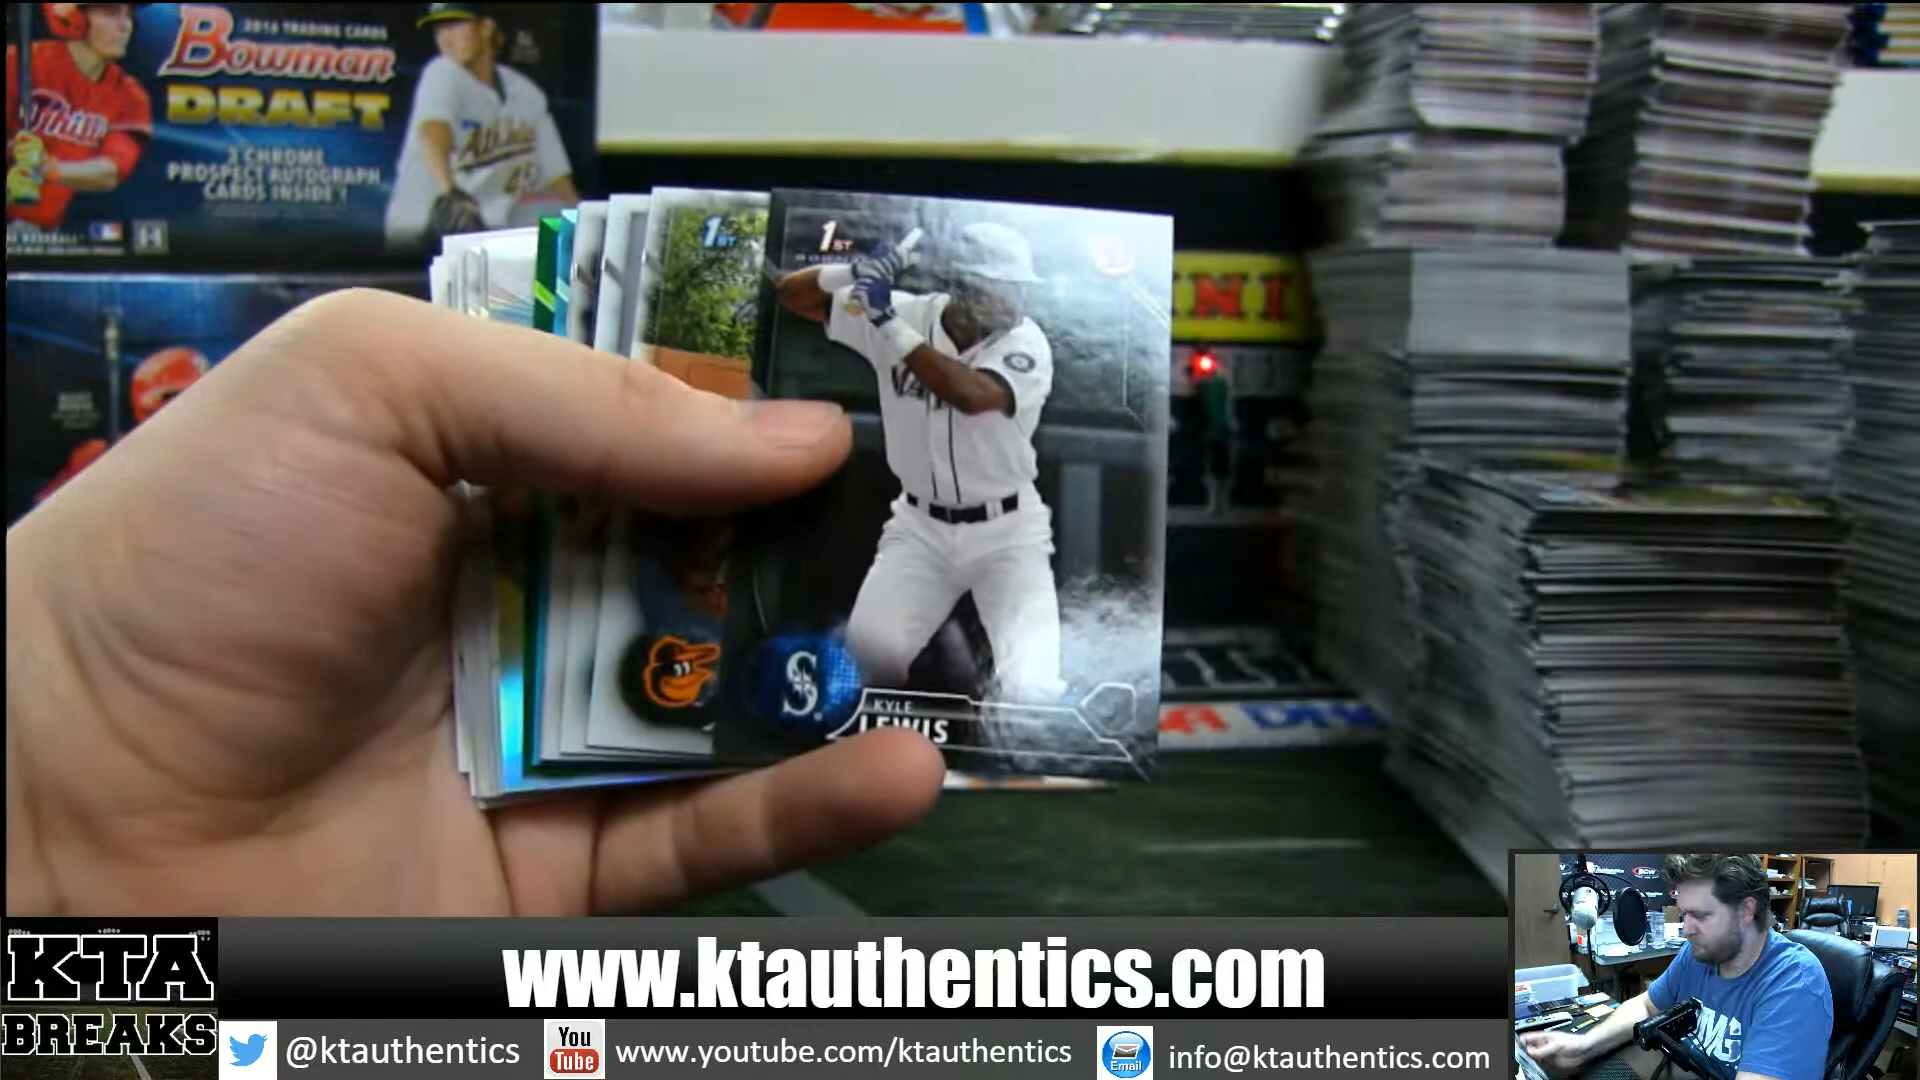 2016 TRADING CARDS
Bowman
DRAFT
3 CHROME
PROSPECT AUTOGRAPH
CARDS INSIDE!
1ST
1ST
S
KYLE
LEWIS
www.ktauthentics.com
KTA
BREAKS
@ktauthentics
You
Tube
www.youtube.com/ktauthentics
Email
info@ktauthentics.com